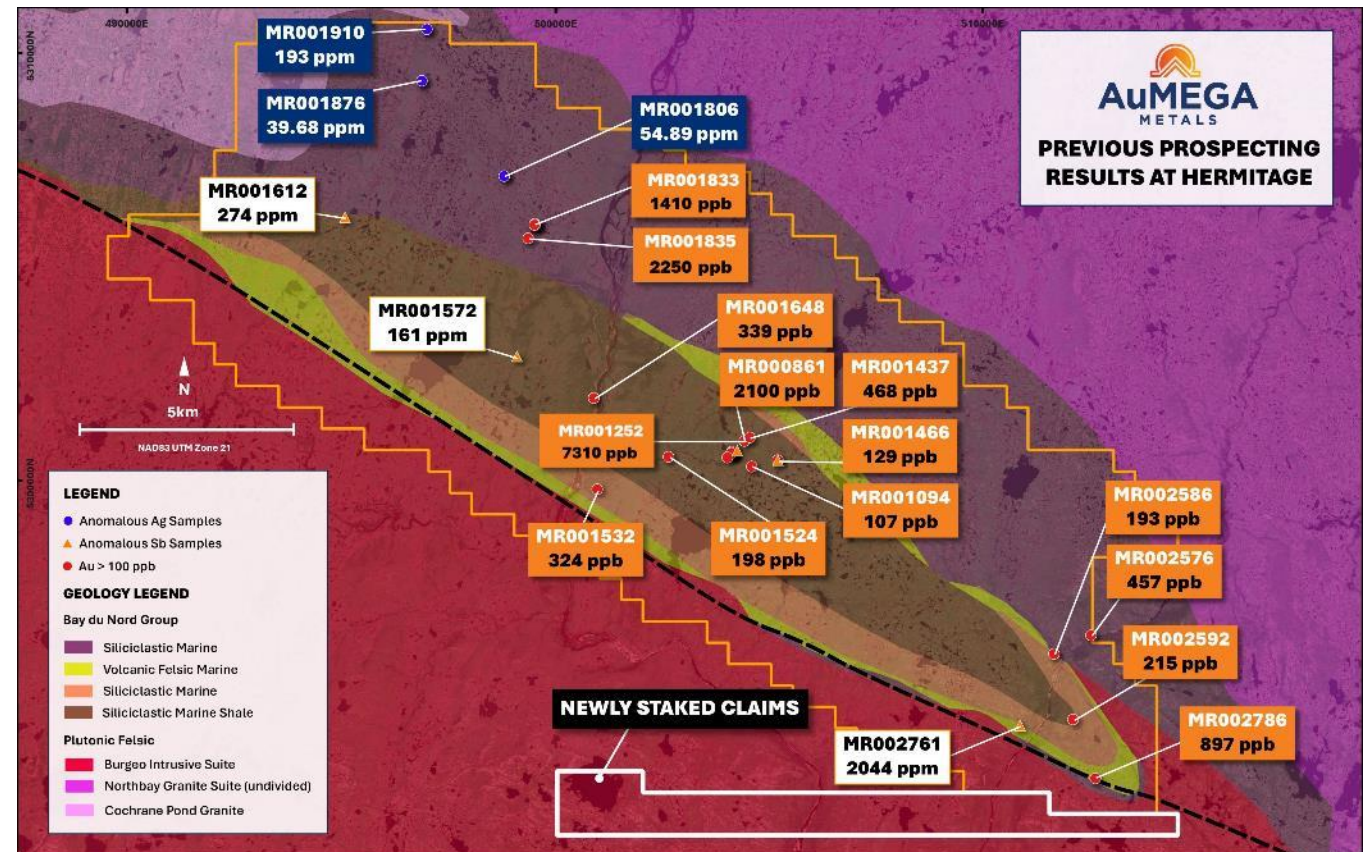 490000E
500000E
510000E
5310000N
5300000N
AuMEGA
METALS
PREVIOUS PROSPECTING
RESULTS AT HERMITAGE
MR001910
193 ppm
MR001876
39.68 ppm
MR001806
54.89 ppm
MR001612
274 ppm
MR001833
1410 ppb
MR001835
2250 ppb
MR001572
161 ppm
MR001648
339 ppb
MR000861
2100 ppb
MR001437
468 ppb
MR001252
7310 ppb
MR001466
129 ppb
MR001094
107 ppb
MR001532
324 ppb
MR001524
198 ppb
MR002586
193 ppb
MR002576
457 ppb
MR002592
215 ppb
MR002786
897 ppb
MR002761
2044 ppm
NEWLY STAKED CLAIMS
N
5km
NAD83 UTM Zone 21
LEGEND
Anomalous Ag Samples
Anomalous Sb Samples
Au > 100 ppb
GEOLOGY LEGEND
Bay du Nord Group
Siliciclastic Marine
Volcanic Felsic Marine
Siliciclastic Marine
Siliciclastic Marine Shale
Plutonic Felsic
Burgeo Intrusive Suite
Northbay Granite Suite (undivided)
Cochrane Pond Granite